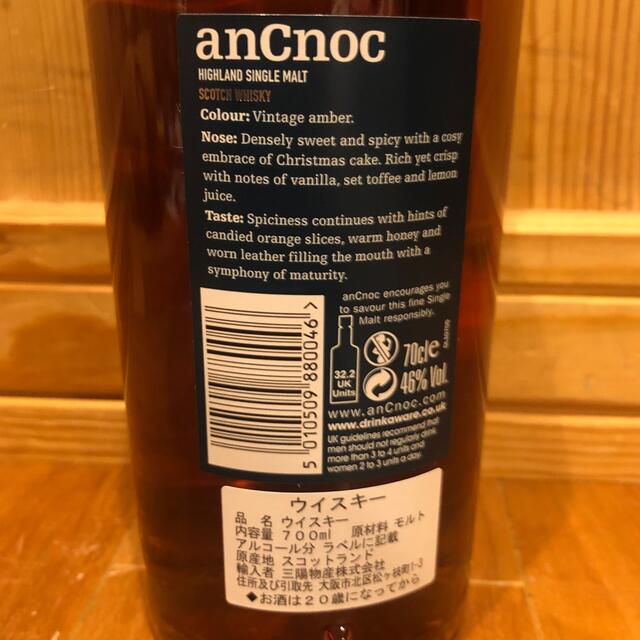 anCnoc
HIGHLAND SINGLE MALT
SCOTCH WHISKY
Colour: Vintage amber.
Nose: Densely sweet and spicy with a cosy
embrace of Christmas cake. Rich yet crisp
with notes of vanilla, set toffee and lemon
juice.
Taste: Spiciness continues with hints of
candied orange slices, warm honey and
worn leather filling the mouth with a
symphony of maturity.
anCnoc encourages you
to savour this fine Single
Malt responsibly.
32.2
UK
Units
70cle
46% Vol.
www.anCnoc.com
www.drinkaware.co.uk
UK guidelines recommend that
men should not regularly drink
more than 3 to 4 units and
women 2 to 3 units a day.
5 010509 880046 >
ウイスキー
品 名 ウイスキー
内容量 700ml 原材料 モルト
アルコール分 ラベルに記載
原産地 スコットランド
輸入者 三陽物産株式会社
住所及び引取先 大阪市北区松ヶ枝町1-3
◆お酒は20歳になってから